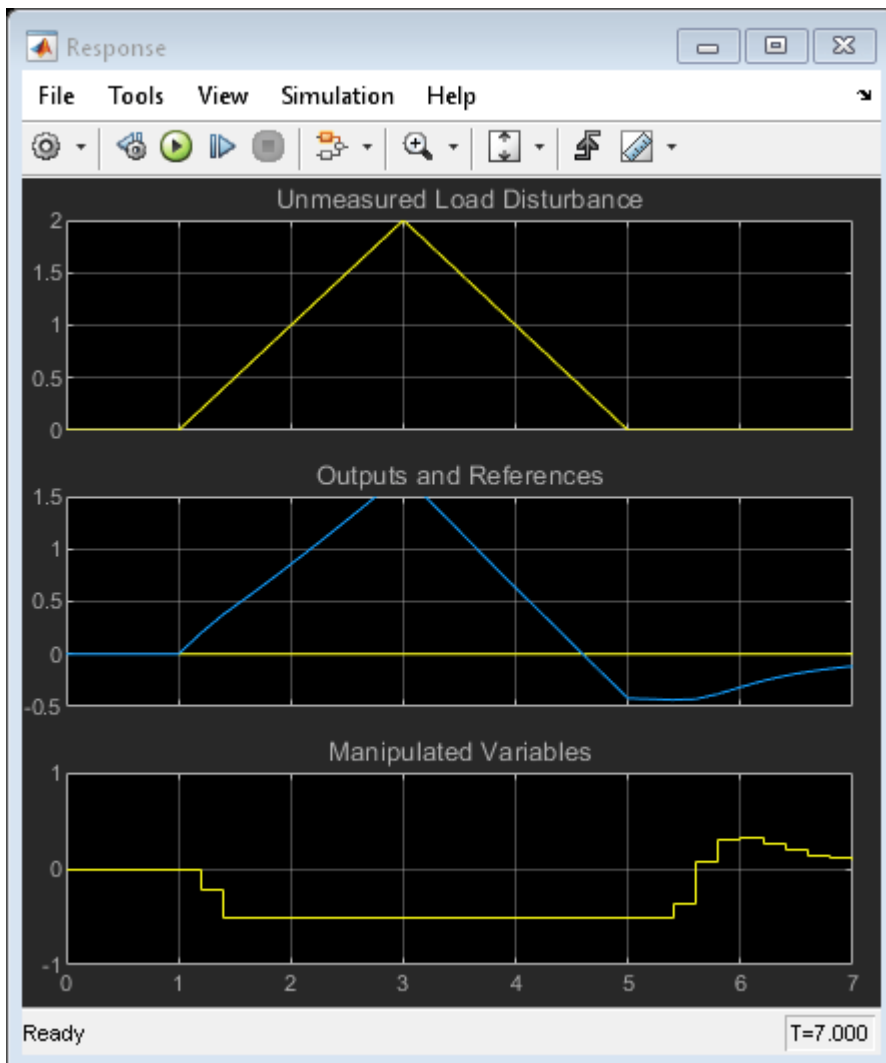 Response
File Tools View Simulation Help
Unmeasured Load Disturbance
2
1.5
1
0.5
0
Outputs and References
1.5
1
0.5
0
-0.5
Manipulated Variables
1
0
-1
0 1 2 3 4 5 6 7
Ready T=7.000